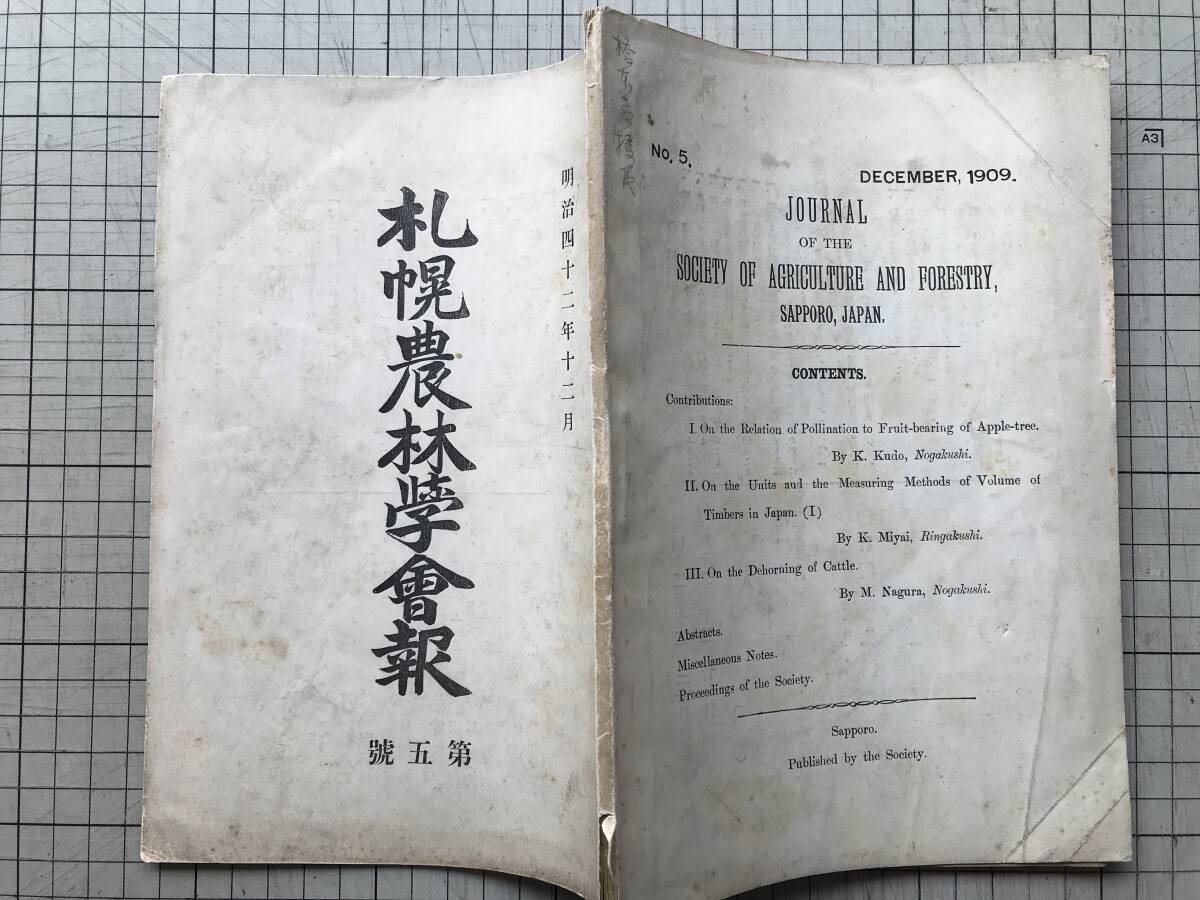 明治四十二年十二月
札幌農林學會報
第五號
No. 5.
DECEMBER, 1909.
JOURNAL
OF THE
SOCIETY OF AGRICULTURE AND FORESTRY,
SAPPORO, JAPAN.
CONTENTS.
Contributions:
I. On the Relation of Pollination to Fruit-bearing of Apple-tree.
By K. Kudo, Nogakushi.
II. On the Units and the Measuring Methods of Volume of
Timbers in Japan. (I)
By K. Miyai, Ringakushi.
III. On the Dehorning of Cattle.
By M. Nagura, Nogakushi.
Abstracts.
Miscellaneous Notes.
Proceedings of the Society.
Sapporo.
Published by the Society.
A3